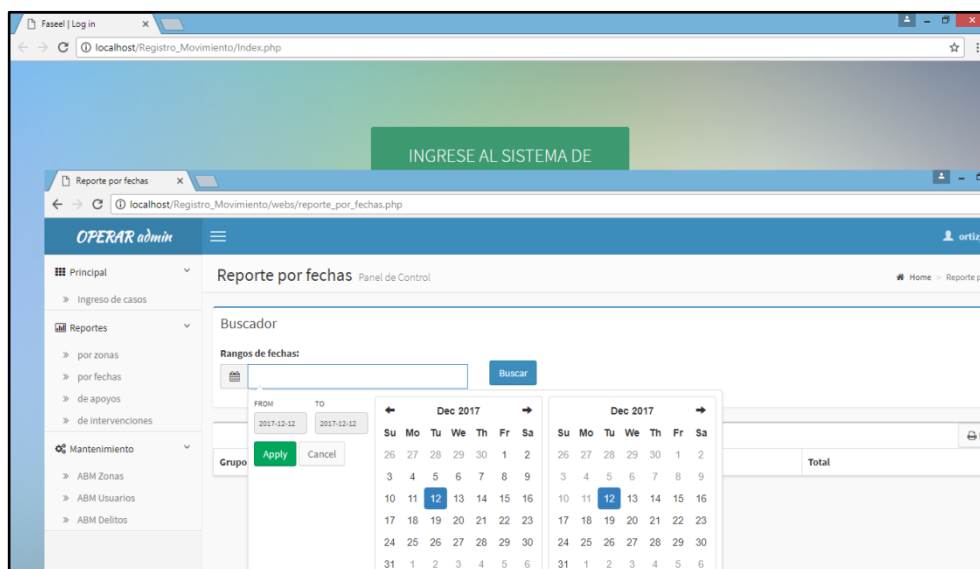 Faseel | Log in
localhost/Registro_Movimiento/Index.php
INGRESE AL SISTEMA DE
Reporte por fechas
localhost/Registro_Movimiento/webs/reporte_por_fechas.php
OPERAR admin
ortiz
Principal
Ingreso de casos
Reportes
por zonas
por fechas
de apoyos
de intervenciones
Mantenimiento
ABM Zonas
ABM Usuarios
ABM Delitos
Reporte por fechas Panel de Control
Home > Reporte p
Buscador
Rangos de fechas:
Buscar
FROM TO
2017-12-12 2017-12-12
Apply Cancel
Dec 2017
Su Mo Tu We Th Fr Sa
26 27 28 29 30 1 2
3 4 5 6 7 8 9
10 11 12 13 14 15 16
17 18 19 20 21 22 23
24 25 26 27 28 29 30
31 1 2 3 4 5 6
Dec 2017
Su Mo Tu We Th Fr Sa
26 27 28 29 30 1 2
3 4 5 6 7 8 9
10 11 12 13 14 15 16
17 18 19 20 21 22 23
24 25 26 27 28 29 30
31 1 2 3 4 5 6
Grupo
Total